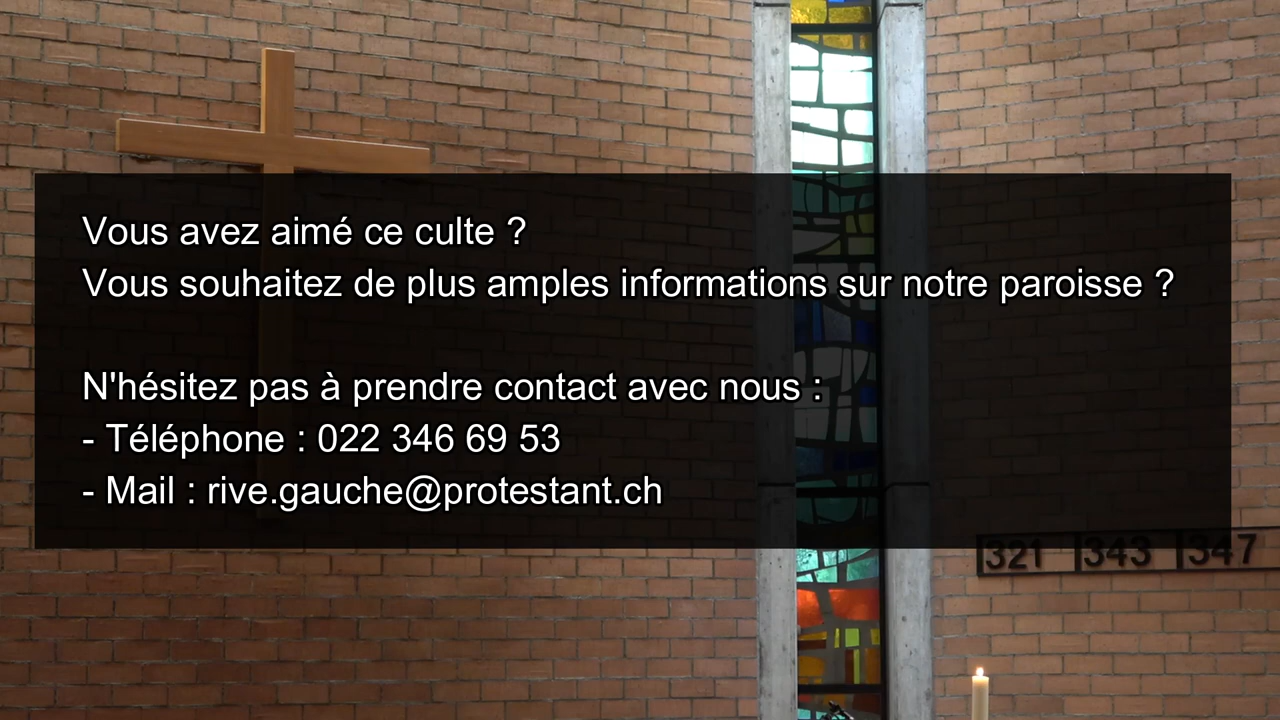 Vous avez aimé ce culte ?
Vous souhaitez de plus amples informations sur notre paroisse ?
N'hésitez pas à prendre contact avec nous :
- Téléphone : 022 346 69 53
- Mail : rive.gauche@protestant.ch
321 343 347